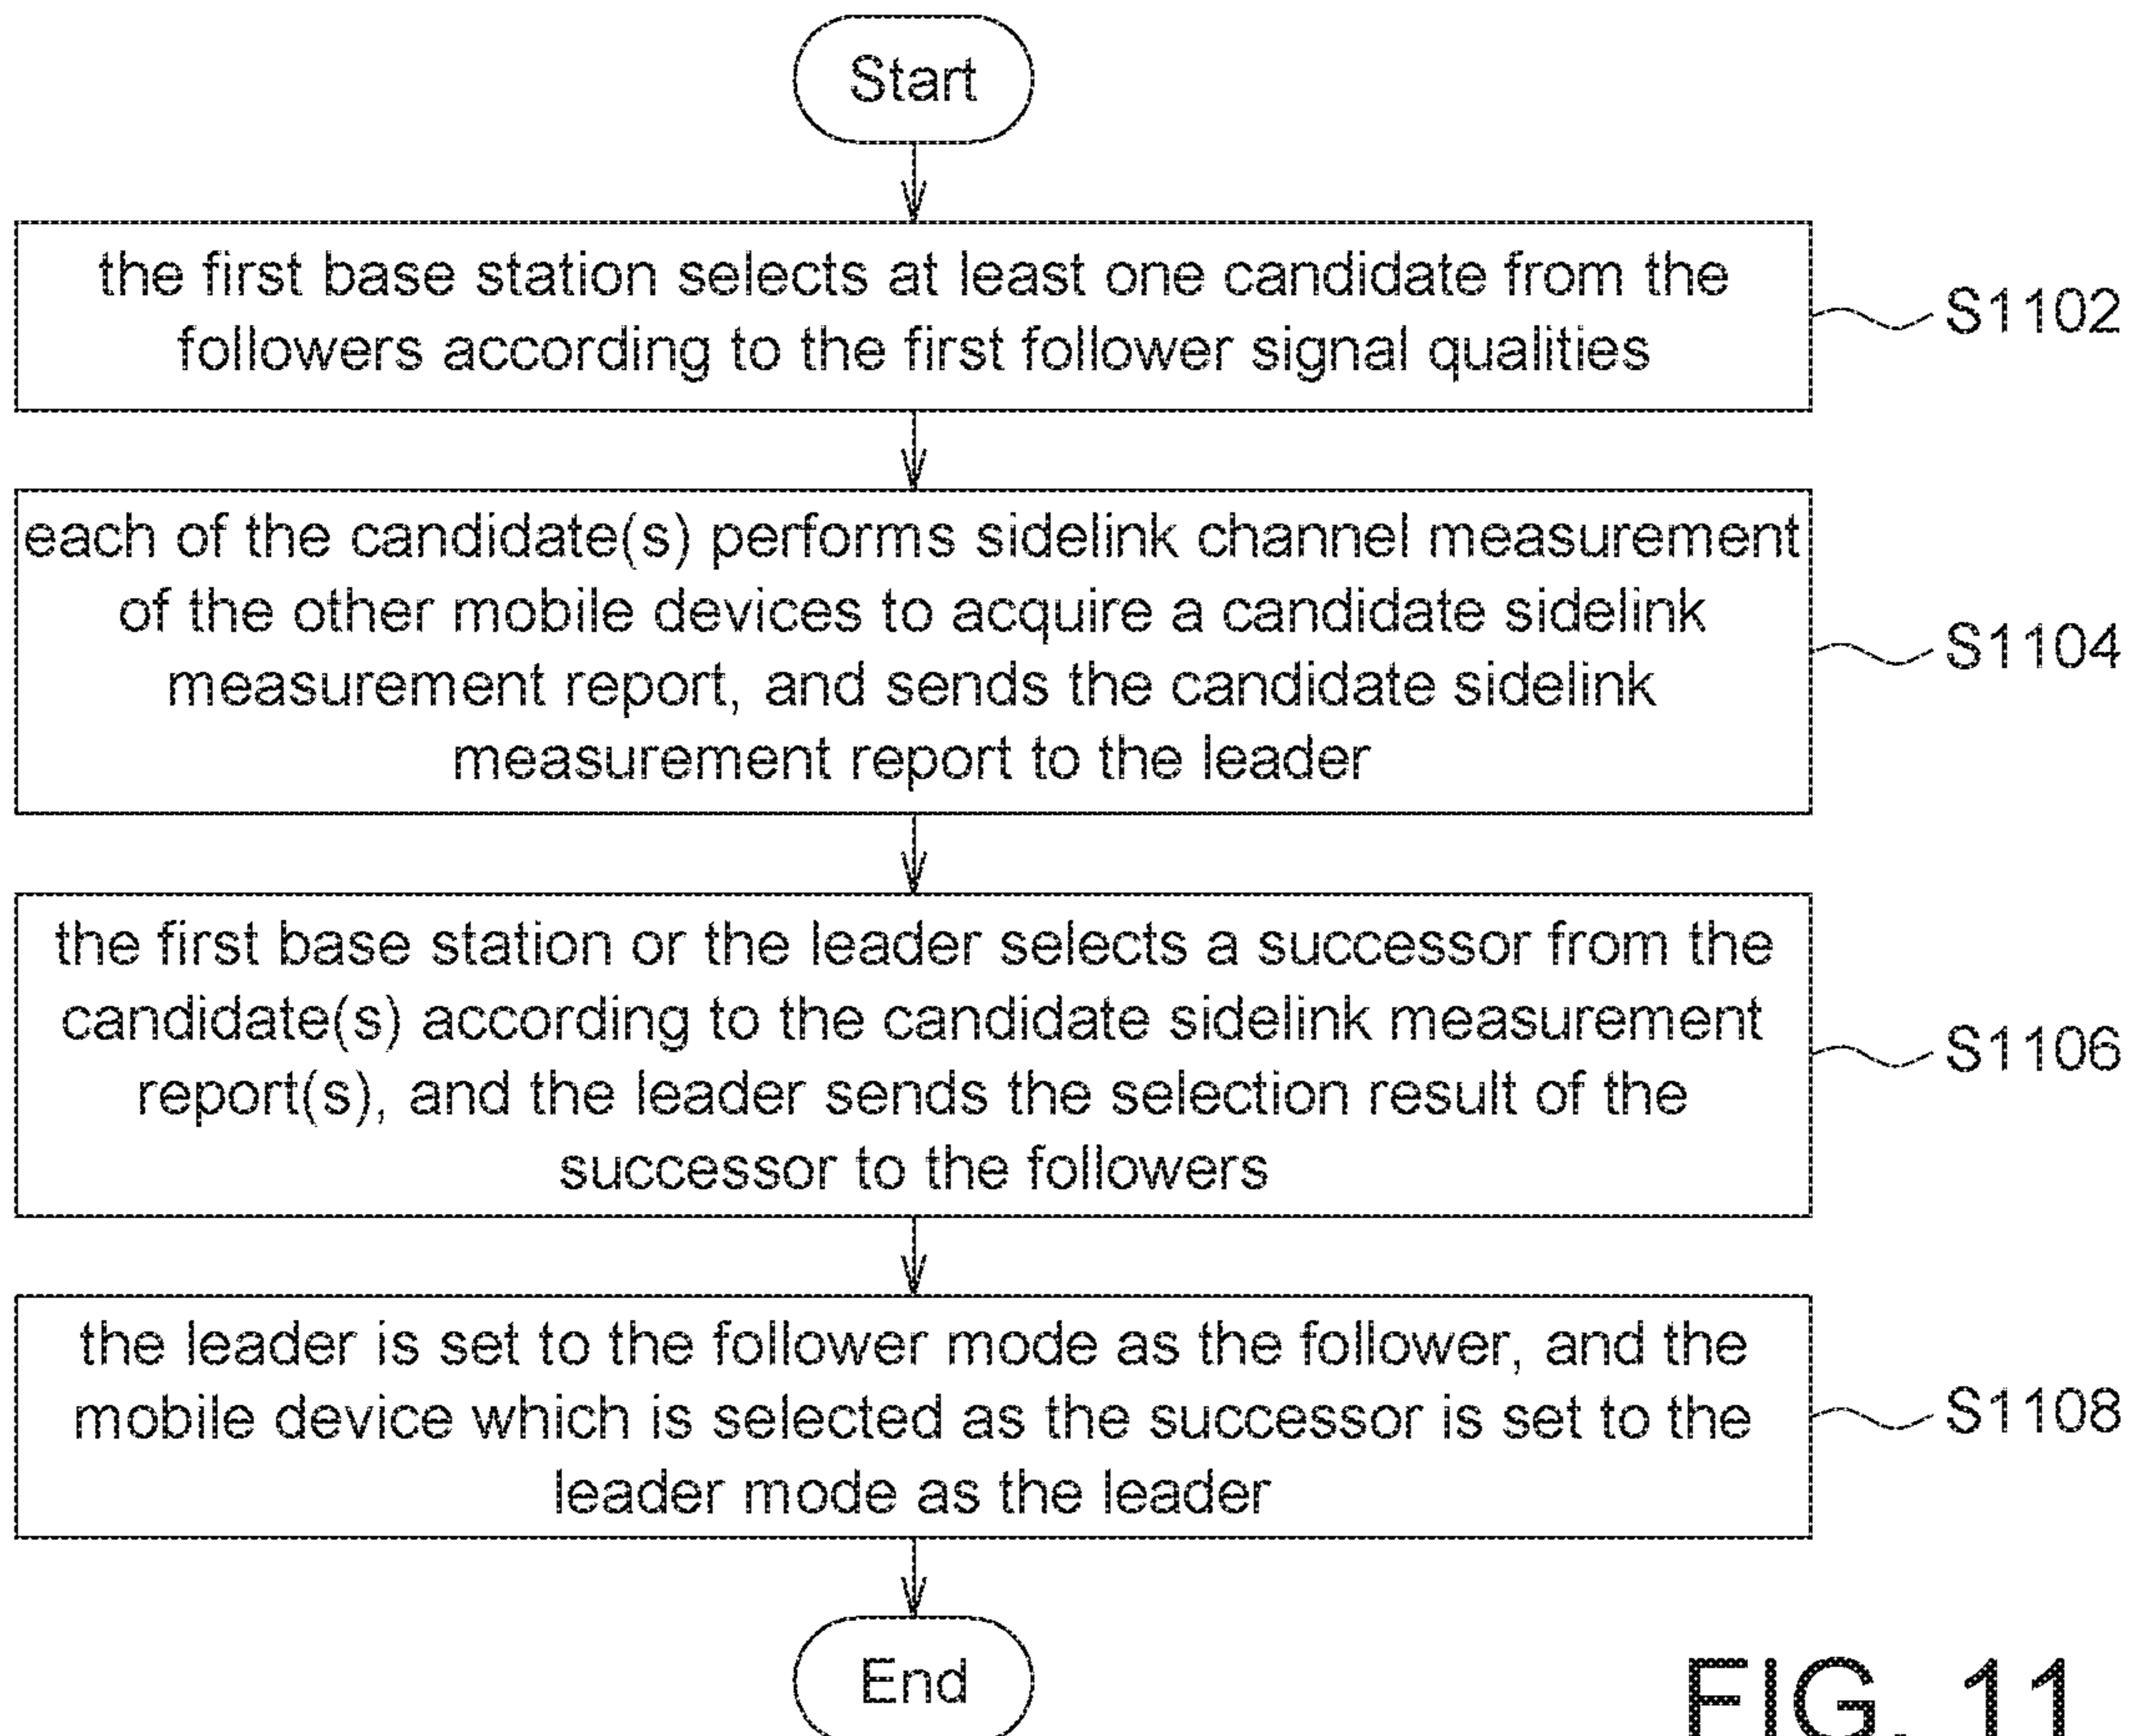 Start
the first base station selects at least one candidate from the
followers according to the first follower signal qualities
S1102
each of the candidate(s) performs sidelink channel measurement
of the other mobile devices to acquire a candidate sidelink
measurement report, and sends the candidate sidelink
measurement report to the leader
S1104
the first base station or the leader selects a successor from the
candidate(s) according to the candidate sidelink measurement
report(s), and the leader sends the selection result of the
successor to the followers
S1106
the leader is set to the follower mode as the follower, and the
mobile device which is selected as the successor is set to the
leader mode as the leader
S1108
End
FIG. 11